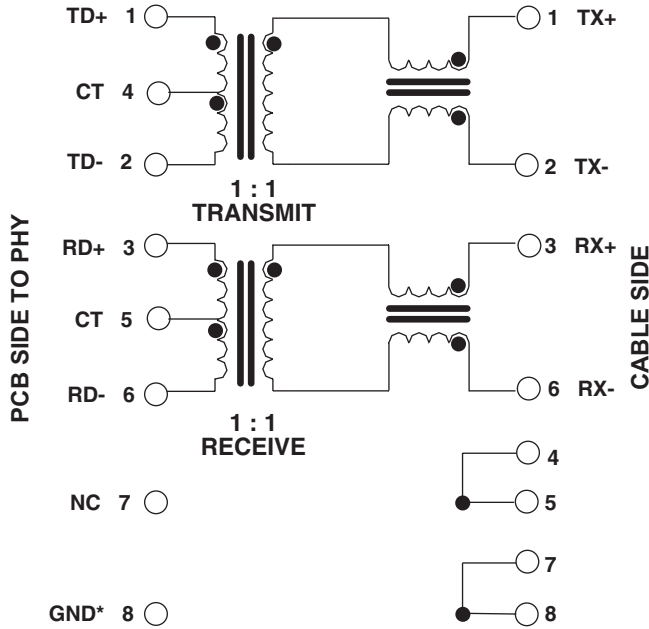 TD+ 1
1 TX+
CT 4
TD- 2
2 TX-
1 : 1
TRANSMIT
RD+ 3
3 RX+
CT 5
RD- 6
6 RX-
1 : 1
RECEIVE
4
NC 7
5
7
GND* 8
8
PCB SIDE TO PHY
CABLE SIDE